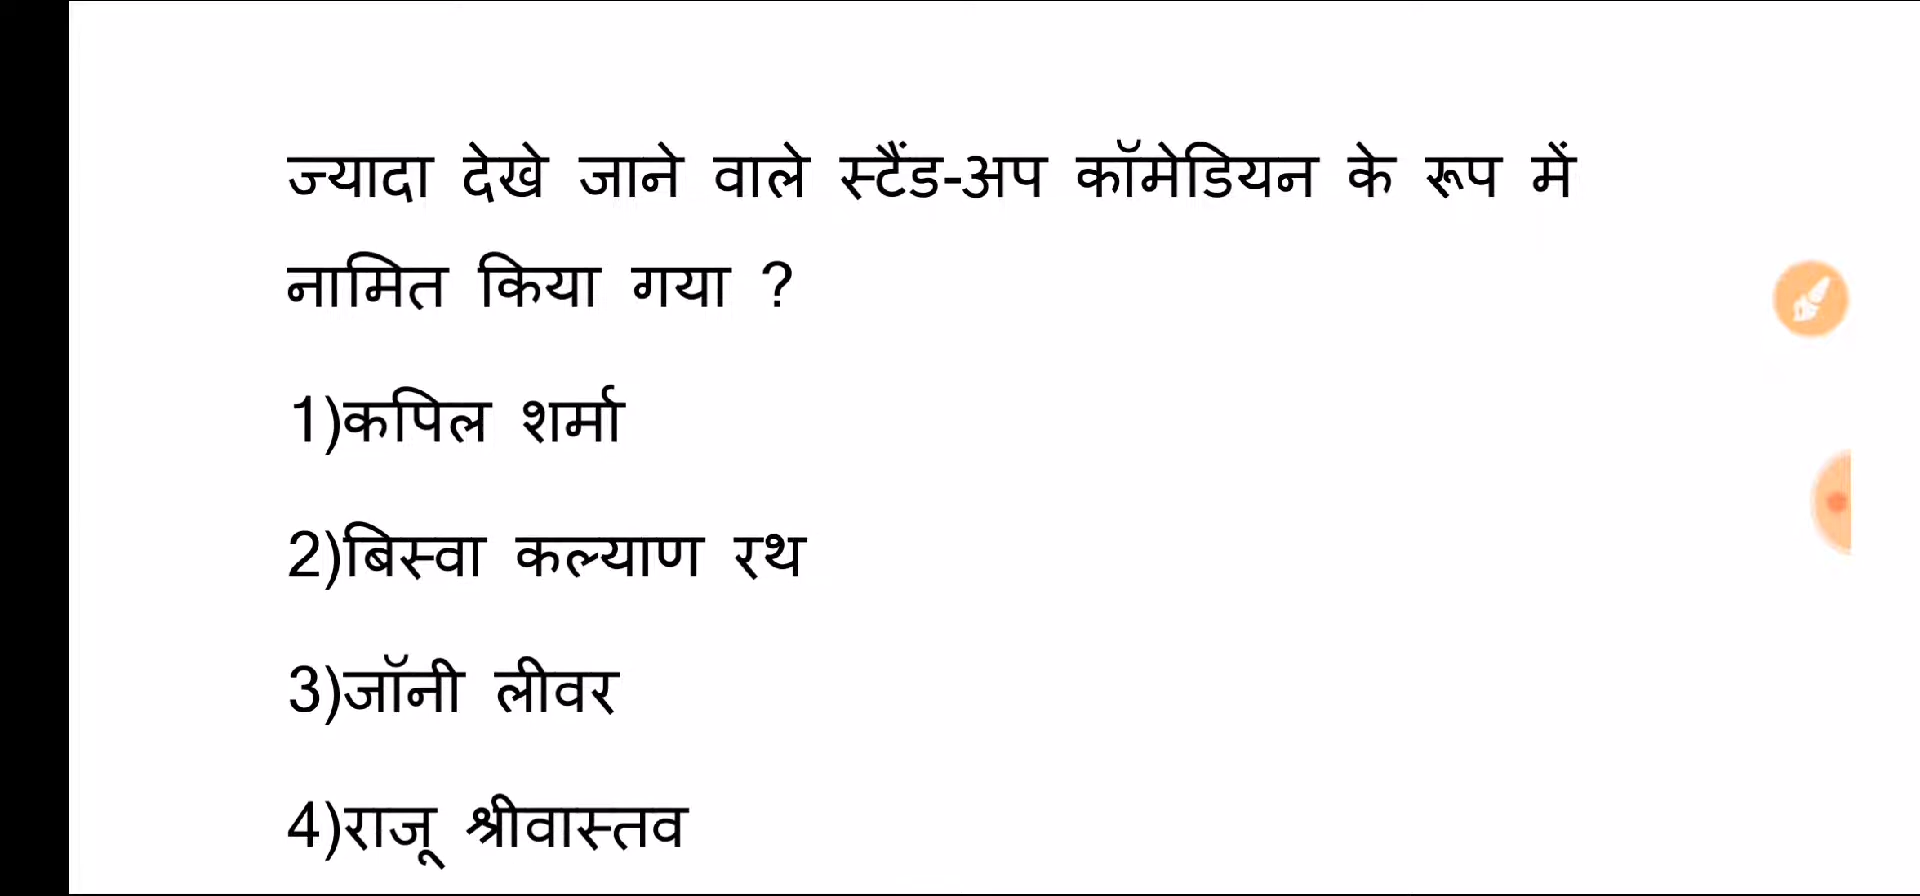 ज्यादा देखे जाने वाले स्टैंड-अप कॉमेडियन के रूप में
नामित किया गया ?
1)कपिल शर्मा
2)बिस्वा कल्याण रथ
3)जॉनी लीवर
4)राजू श्रीवास्तव